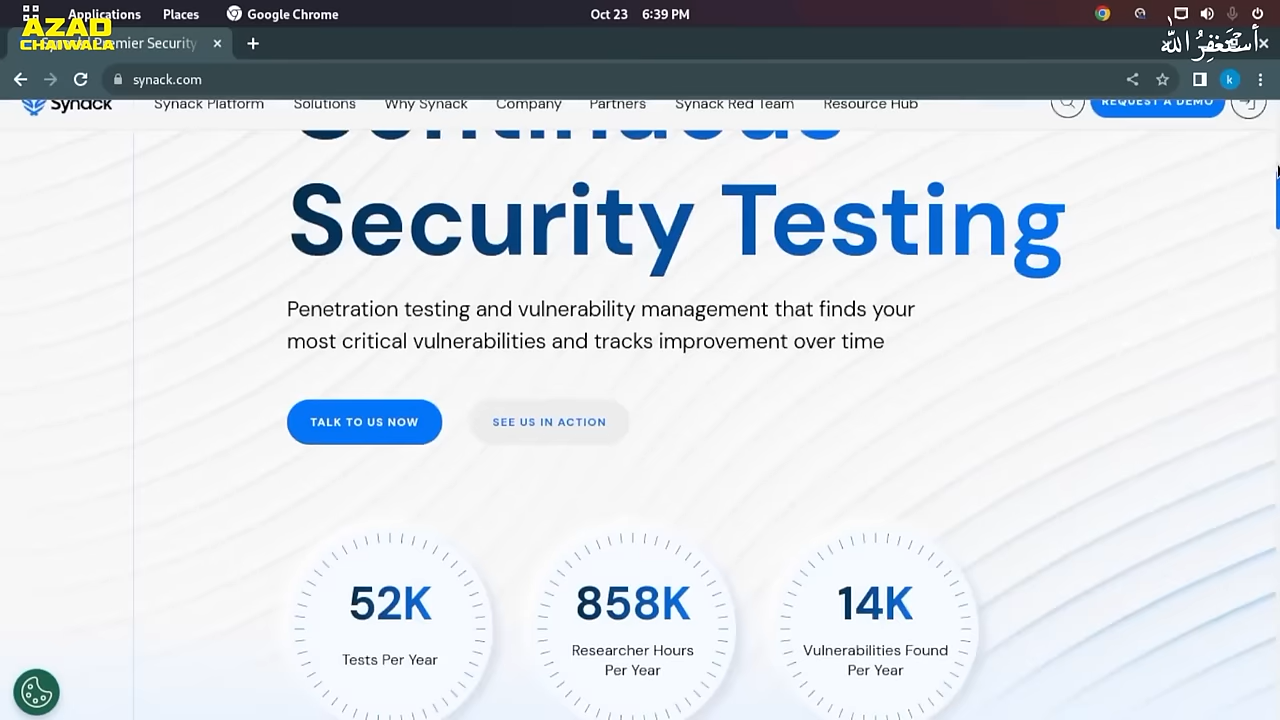 Applications Places Google Chrome Oct 23 6:39 PM
AZAD
CHAIWALA
Premier Security
أستغفر الله
synack.com
k
Synack Synack Platform Solutions Why Synack Company Partners Synack Red Team Resource Hub REQUEST A DEMO
Continuous
Security Testing
Penetration testing and vulnerability management that finds your
most critical vulnerabilities and tracks improvement over time
TALK TO US NOW SEE US IN ACTION
52K 858K 14K
Tests Per Year
Researcher Hours
Per Year
Vulnerabilities Found
Per Year